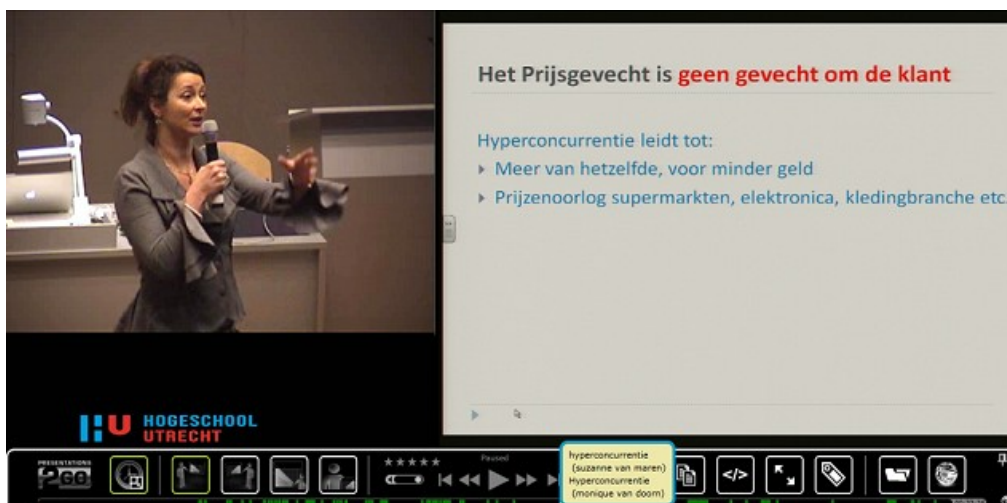 Het Prijsgevecht is geen gevecht om de klant
Hyperconcurrentie leidt tot:
Meer van hetzelfde, voor minder geld
Prijzenoorlog supermarkten, elektronica, kledingbranche etc.
HOGESCHOOL
UTRECHT
PRESENTATIONS
2GO
Paused
hyperconcurrentie
(suzanne van maren)
Hyperconcurrentie
(monique van doorn)